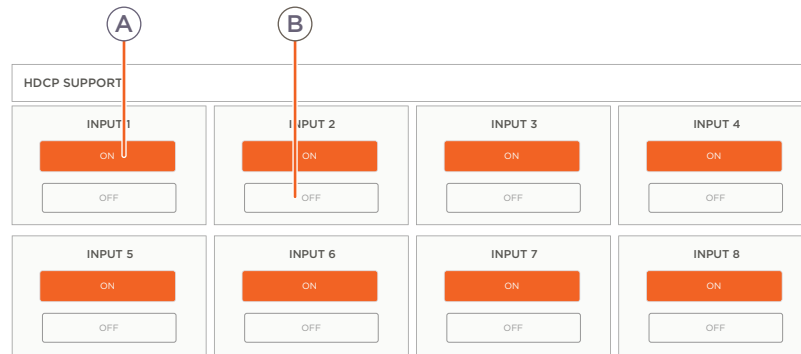 A B
HDCP SUPPORT
INPUT 1 INPUT 2 INPUT 3 INPUT 4
ON ON ON ON
OFF OFF OFF OFF
INPUT 5 INPUT 6 INPUT 7 INPUT 8
ON ON ON ON
OFF OFF OFF OFF